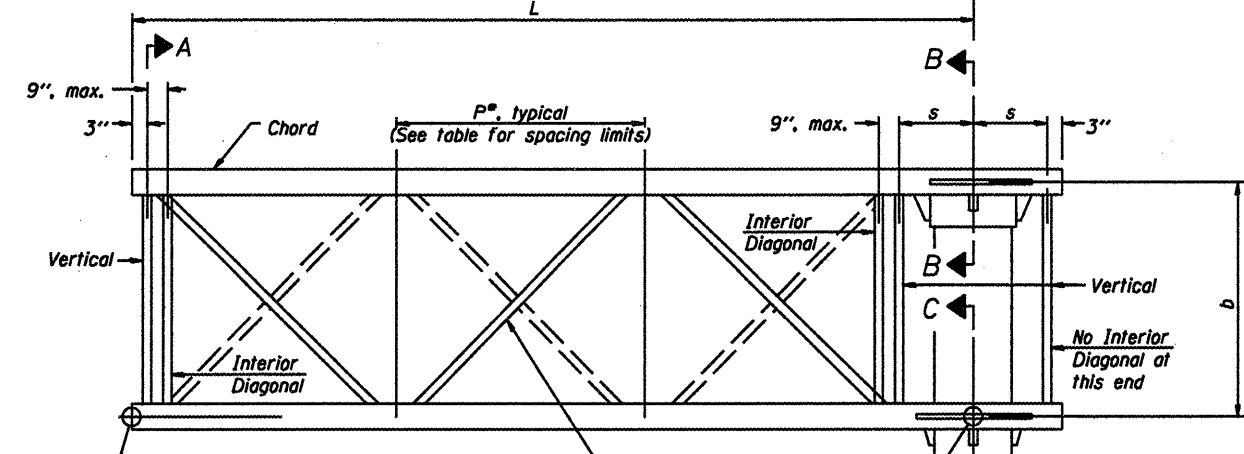 L
A
B
9", max.
P*, typical
(See table for spacing limits)
9", max.
s
s
3"
3"
Chord
Interior
Diagonal
Vertical
B
Vertical
C
b
No Interior
Diagonal at
this end
Interior
Diagonal